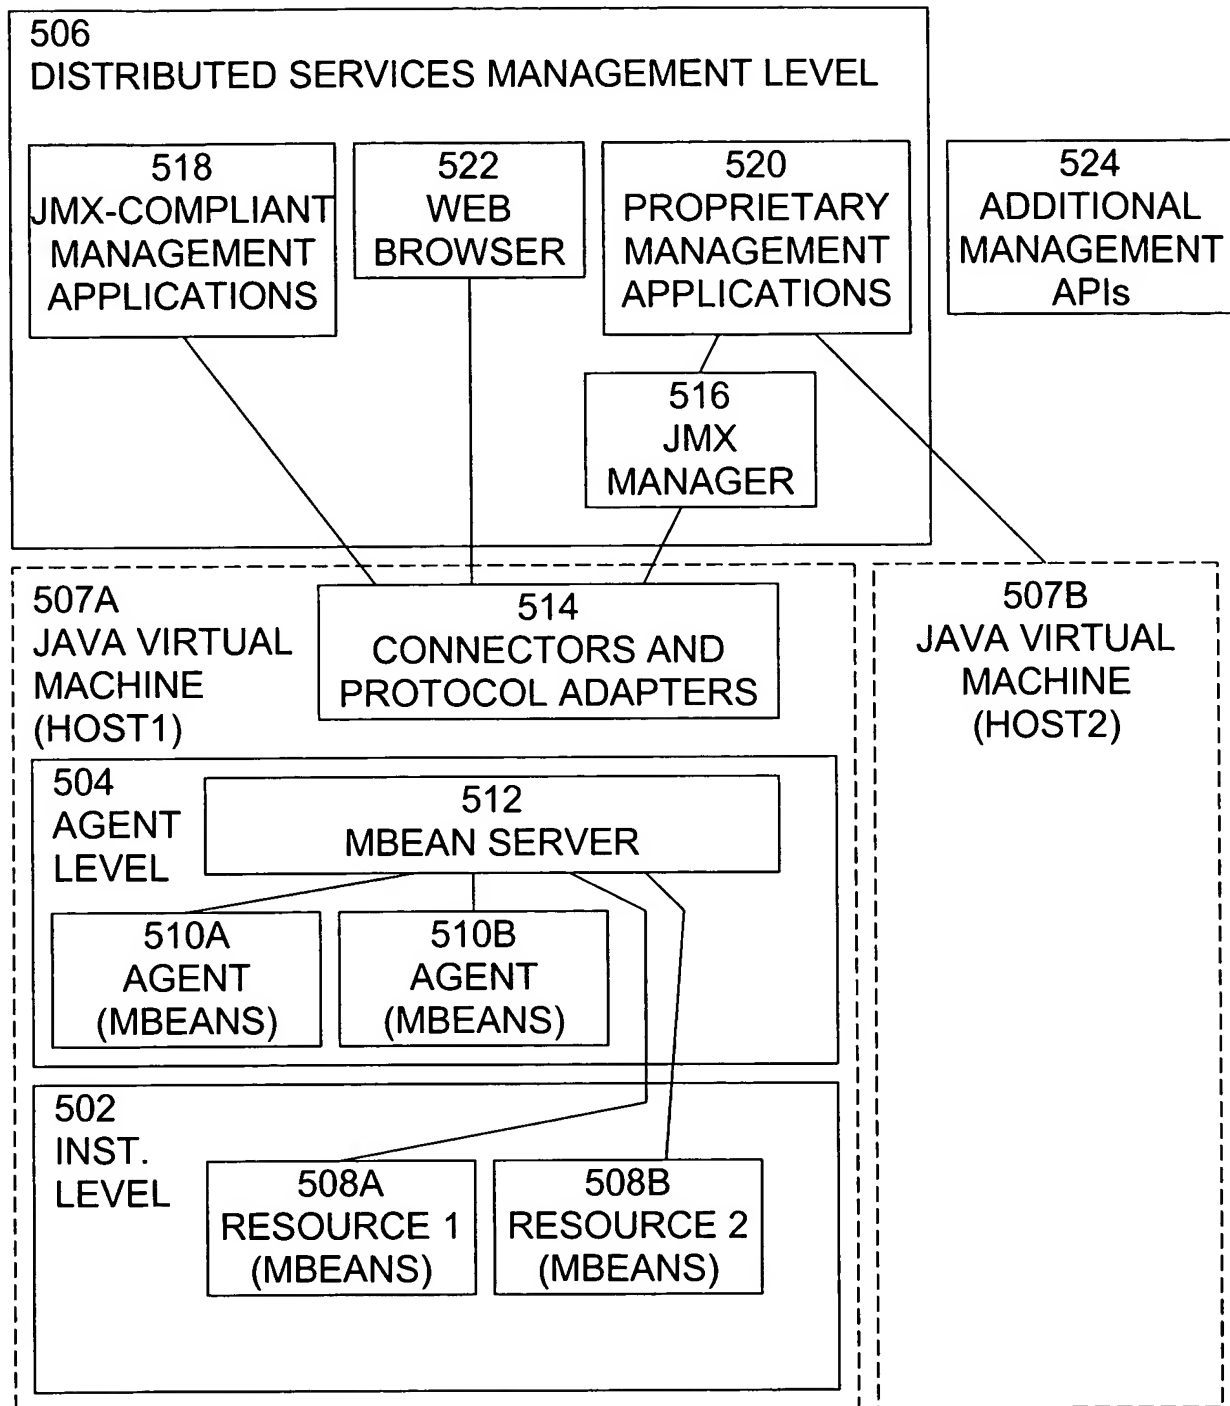 506
DISTRIBUTED SERVICES MANAGEMENT LEVEL
518
JMX-COMPLIANT
MANAGEMENT
APPLICATIONS
522
WEB
BROWSER
520
PROPRIETARY
MANAGEMENT
APPLICATIONS
524
ADDITIONAL
MANAGEMENT
APIs
516
JMX
MANAGER
507A
JAVA VIRTUAL
MACHINE
(HOST1)
514
CONNECTORS AND
PROTOCOL ADAPTERS
507B
JAVA VIRTUAL
MACHINE
(HOST2)
504
AGENT
LEVEL
512
MBEAN SERVER
510A
AGENT
(MBEANS)
510B
AGENT
(MBEANS)
502
INST.
LEVEL
508A
RESOURCE 1
(MBEANS)
508B
RESOURCE 2
(MBEANS)